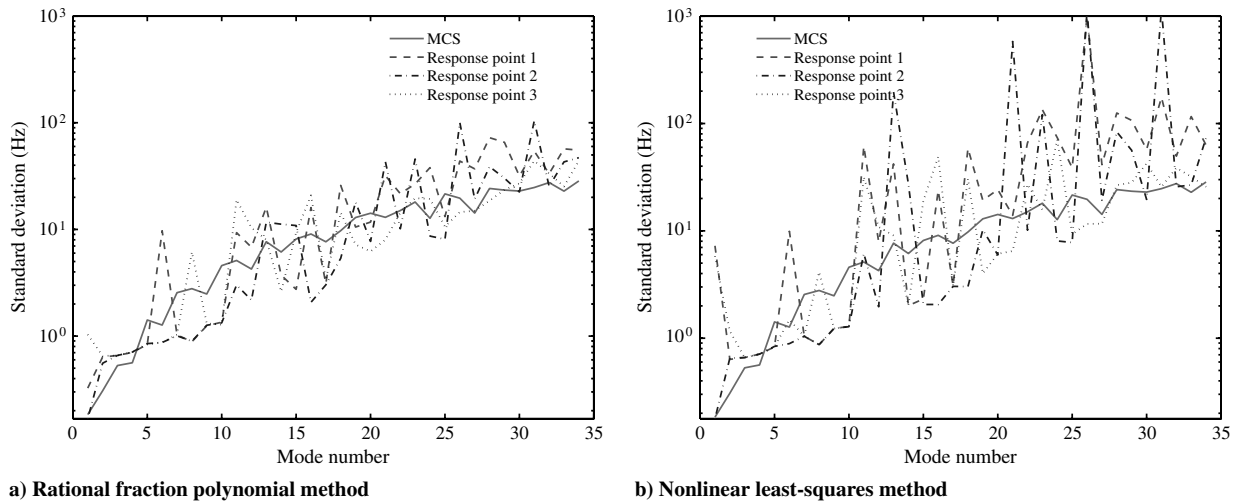 10³
10²
10¹
10⁰
Standard deviation (Hz)
MCS
Response point 1
Response point 2
Response point 3
0 5 10 15 20 25 30 35
Mode number
a) Rational fraction polynomial method
10³
10²
10¹
10⁰
Standard deviation (Hz)
MCS
Response point 1
Response point 2
Response point 3
0 5 10 15 20 25 30 35
Mode number
b) Nonlinear least-squares method